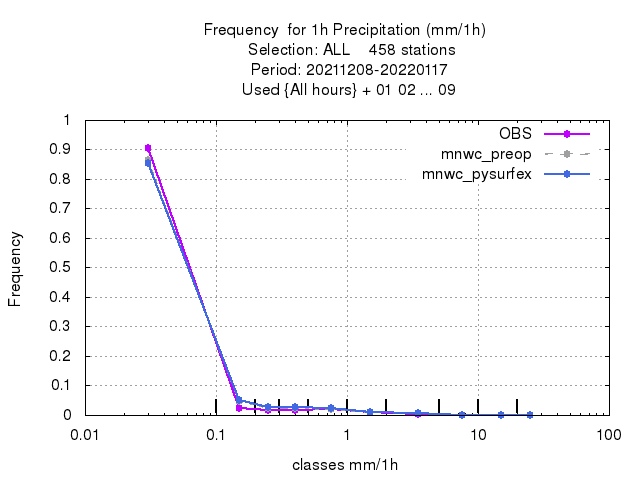 Frequency  for 1h Precipitation (mm/1h)
Selection: ALL    458 stations
Period: 20211208-20220117
Used {All hours} + 01 02 ... 09
OBS
mnwc_preop
mnwc_pysurfex
Frequency
1
0.9
0.8
0.7
0.6
0.5
0.4
0.3
0.2
0.1
0
0.01 0.1 1 10 100
classes mm/1h